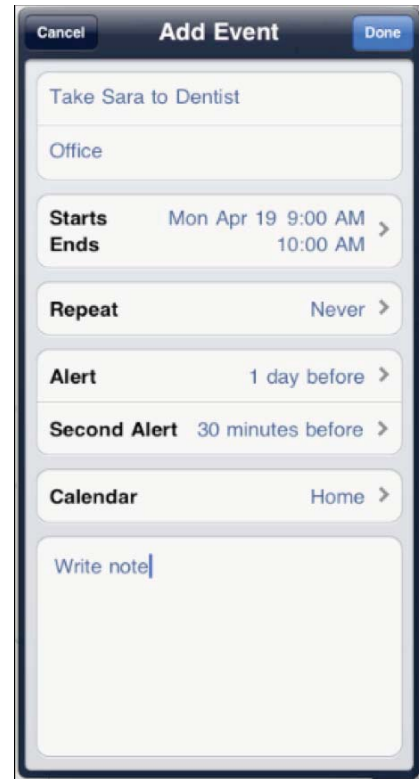 Cancel Add Event Done
Take Sara to Dentist
Office
Starts Mon Apr 19 9:00 AM
Ends 10:00 AM
Repeat Never
Alert 1 day before
Second Alert 30 minutes before
Calendar Home
Write note